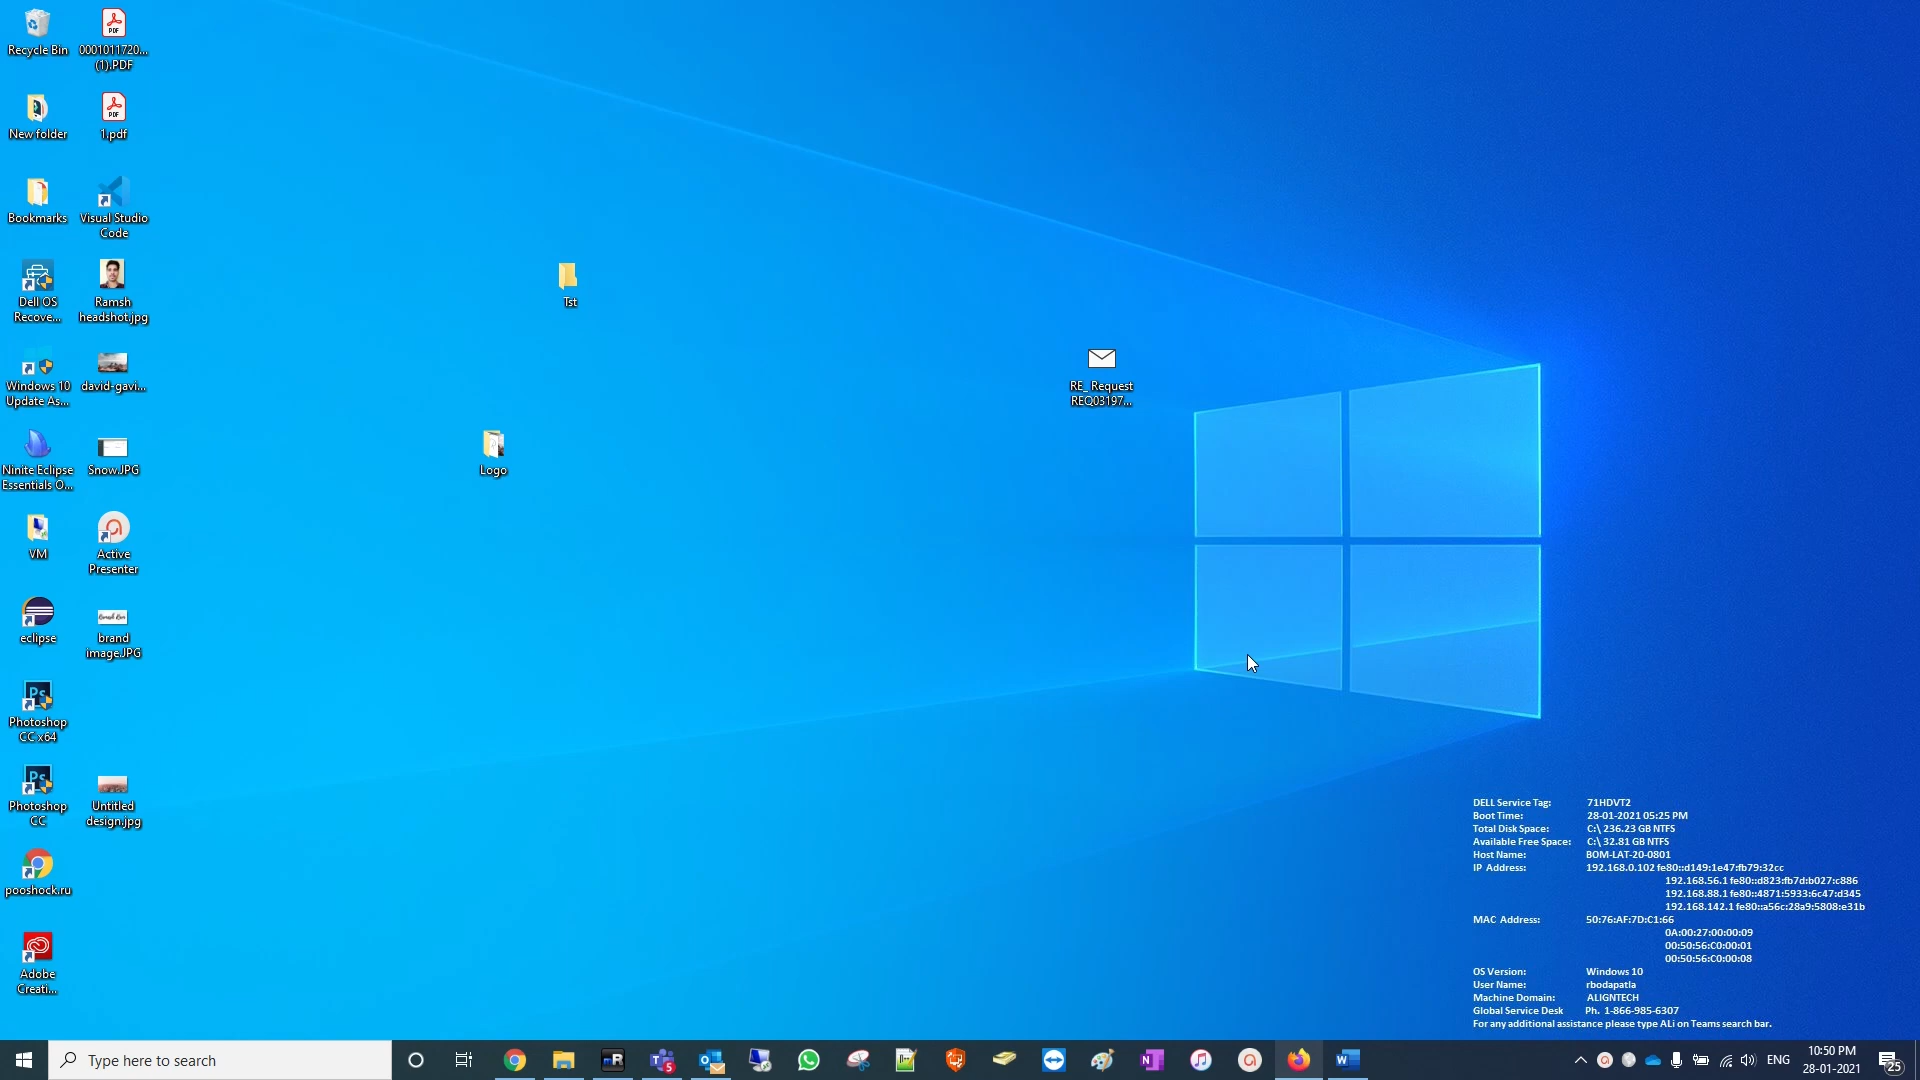 Recycle Bin
0001011720...
(1).PDF
New folder
1.pdf
Bookmarks
Visual Studio
Code
Dell OS
Recove...
Ramsh
headshot.jpg
Tst
Windows 10
Update As...
david-gavi...
RE_ Request
REQ03197...
Ninite Eclipse
Essentials O...
Snow.JPG
Logo
VM
Active
Presenter
eclipse
brand
image.JPG
Photoshop
CC x64
Photoshop
CC
Untitled
design.jpg
pooshock.ru
Adobe
Creati...
DELL Service Tag: 71HDVT2
Boot Time: 28-01-2021 05:25 PM
Total Disk Space: C:\ 236.23 GB NTFS
Available Free Space: C:\ 32.81 GB NTFS
Host Name: BOM-LAT-20-0801
IP Address: 192.168.0.102 fe80::d149:1e47:fb79:32cc
192.168.56.1 fe80::d823:fb7d:b027:c886
192.168.88.1 fe80::4871:5933:6c47:d345
192.168.142.1 fe80::a56c:28a9:5808:e31b
MAC Address: 50:76:AF:7D:C1:66
0A:00:27:00:00:09
00:50:56:C0:00:01
00:50:56:C0:00:08
OS Version: Windows 10
User Name: rbodapatla
Machine Domain: ALIGNTECH
Global Service Desk Ph. 1-866-985-6307
For any additional assistance please type ALi on Teams search bar.
Type here to search
ENG
10:50 PM
28-01-2021
25